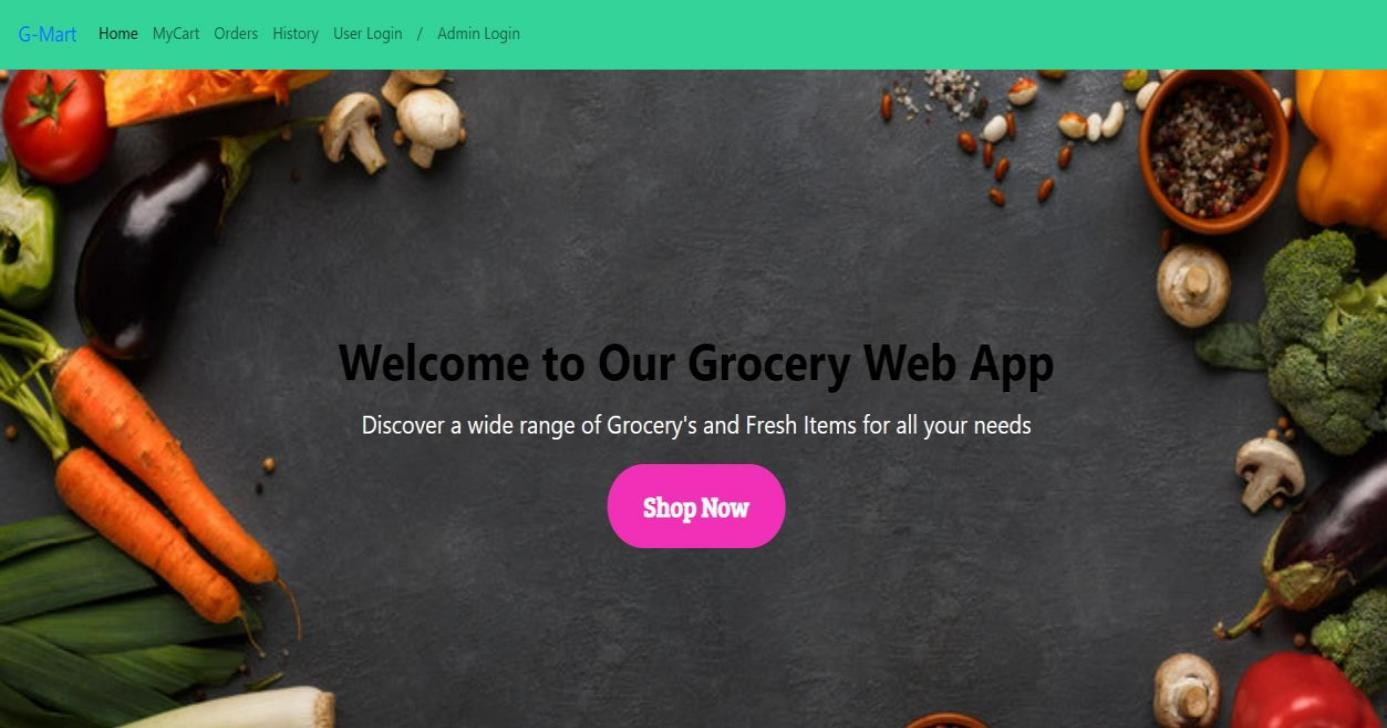 G-Mart Home MyCart Orders History User Login / Admin Login
Welcome to Our Grocery Web App
Discover a wide range of Grocery's and Fresh Items for all your needs
Shop Now